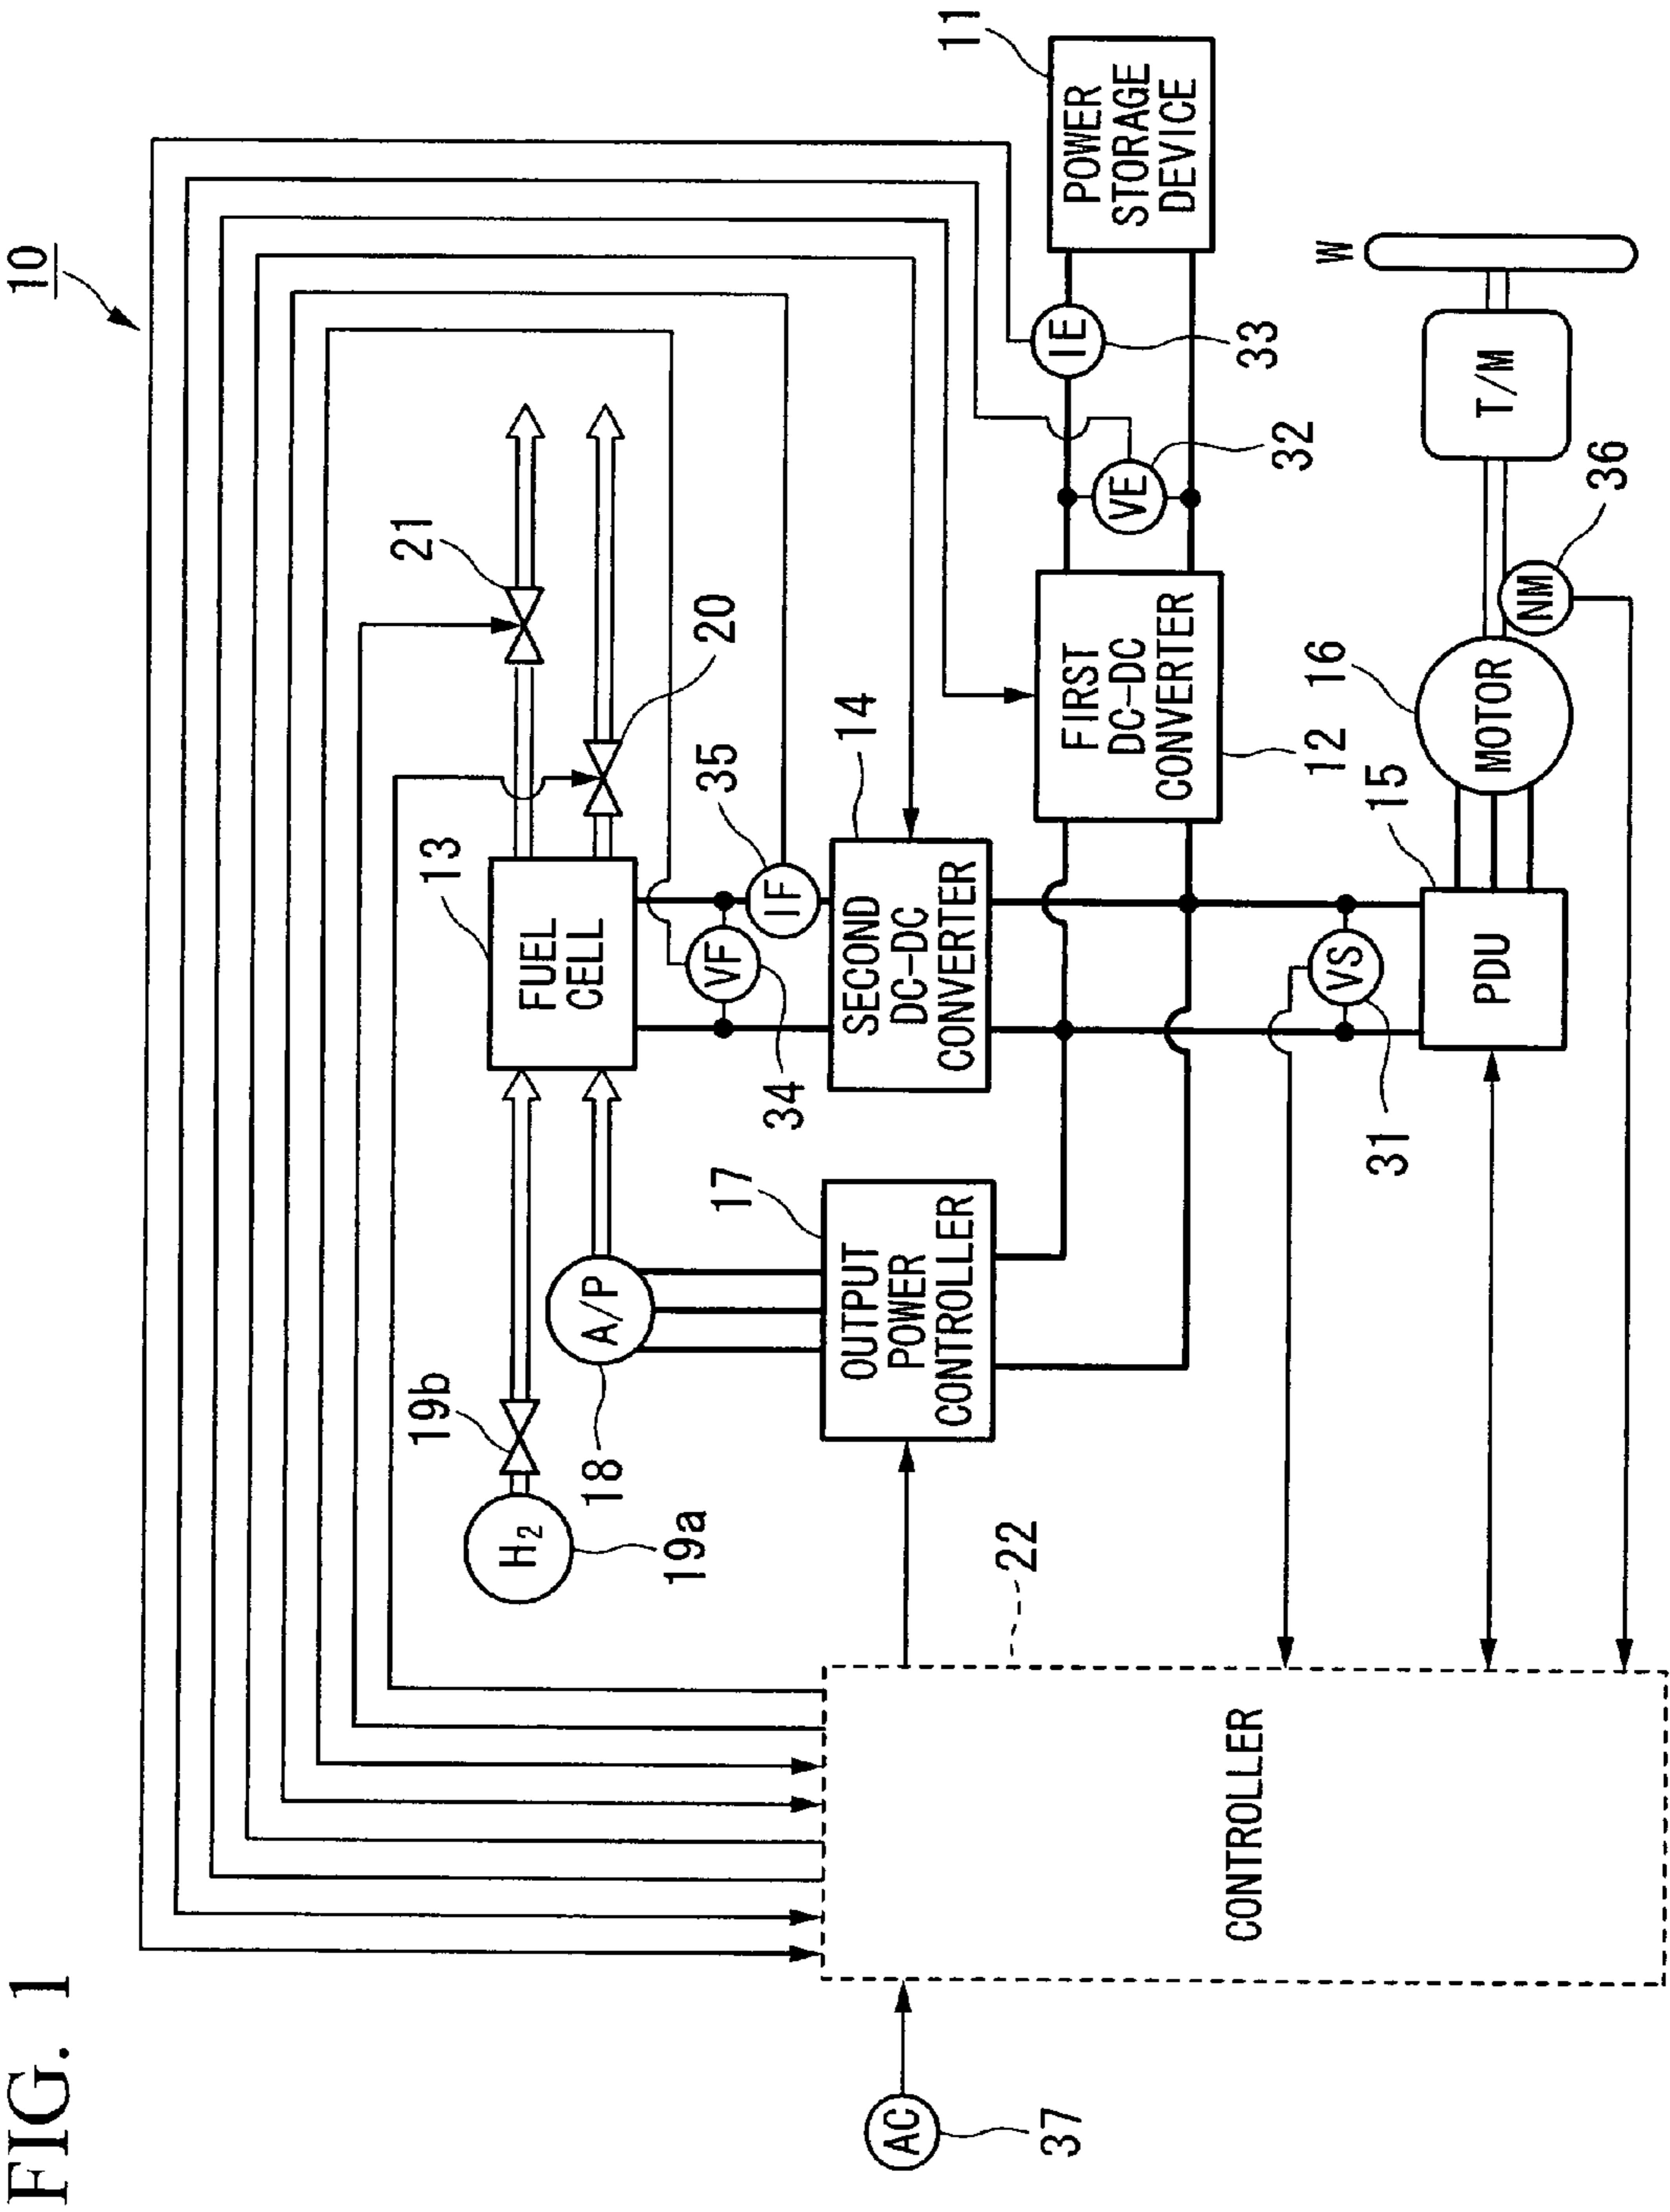 FIG. 1
10
21
20
13
19b
H₂
19a
A/P
18
FUEL
CELL
VF
34
IF
35
14
SECOND
DC-DC
CONVERTER
17
OUTPUT
POWER
CONTROLLER
11
POWER
STORAGE
DEVICE
IE
33
VE
32
FIRST
DC-DC
CONVERTER
12
W
T/M
36
NM
16
MOTOR
15
PDU
VS
31
22
CONTROLLER
AC
37